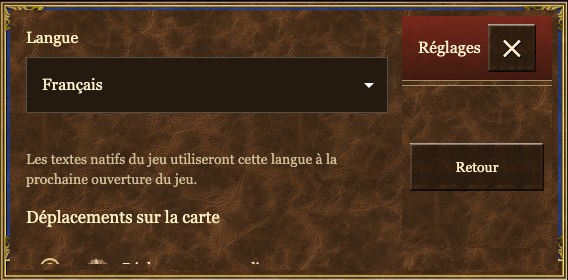 Langue
Réglages
Français
Les textes natifs du jeu utiliseront cette langue à la
prochaine ouverture du jeu.
Retour
Déplacements sur la carte